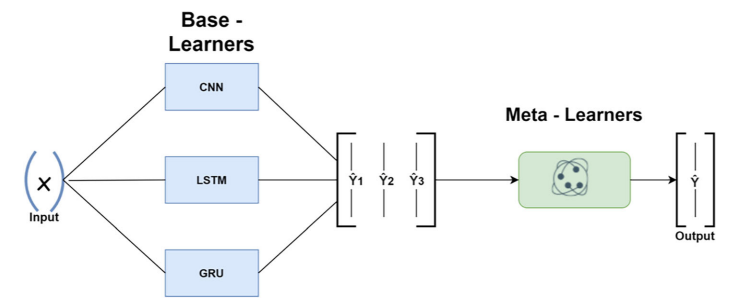 Base -
Learners
CNN
Meta - Learners
LSTM
X
Ŷ1 Ŷ2 Ŷ3
Ŷ
Input
Output
GRU